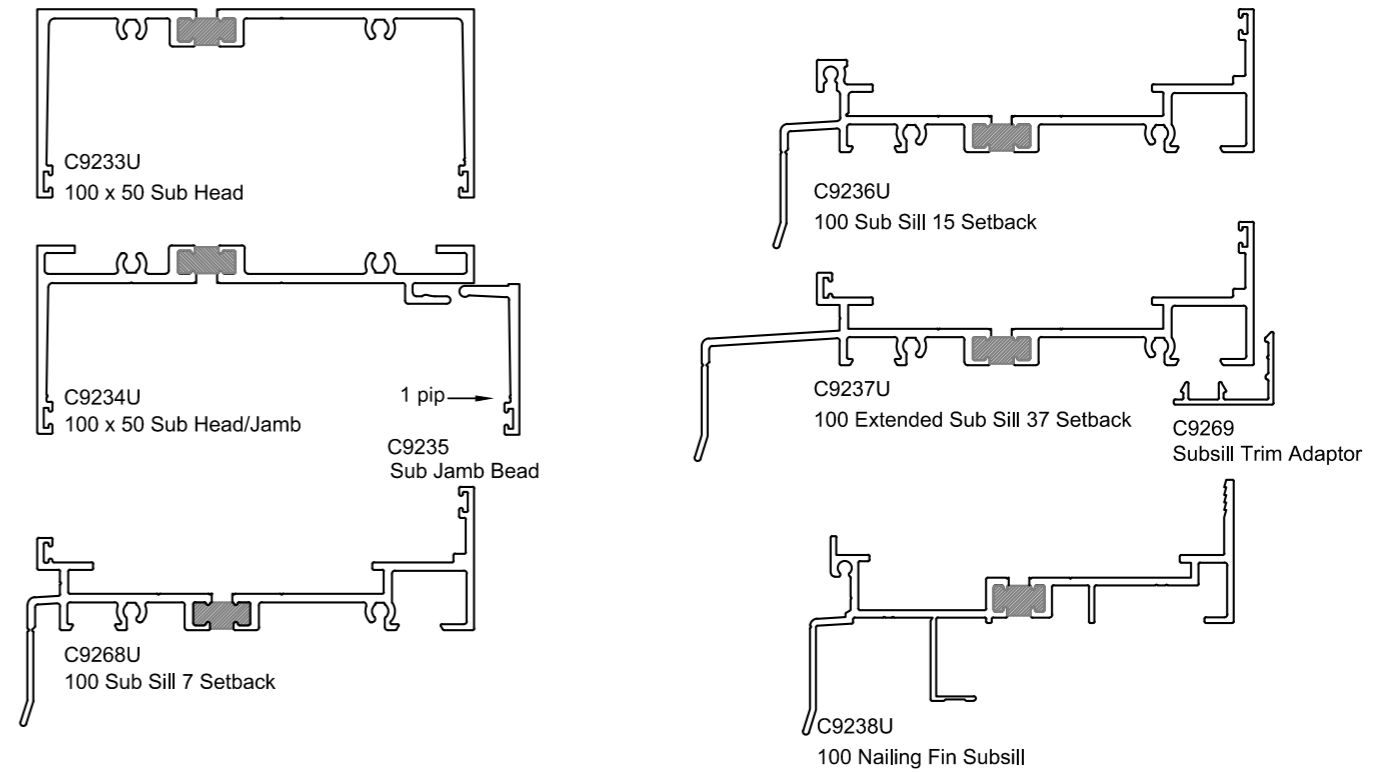 C9233U
100 x 50 Sub Head
C9234U
100 x 50 Sub Head/Jamb
1 pip
C9235
Sub Jamb Bead
C9268U
100 Sub Sill 7 Setback
C9236U
100 Sub Sill 15 Setback
C9237U
100 Extended Sub Sill 37 Setback
C9269
Subsill Trim Adaptor
C9238U
100 Nailing Fin Subsill